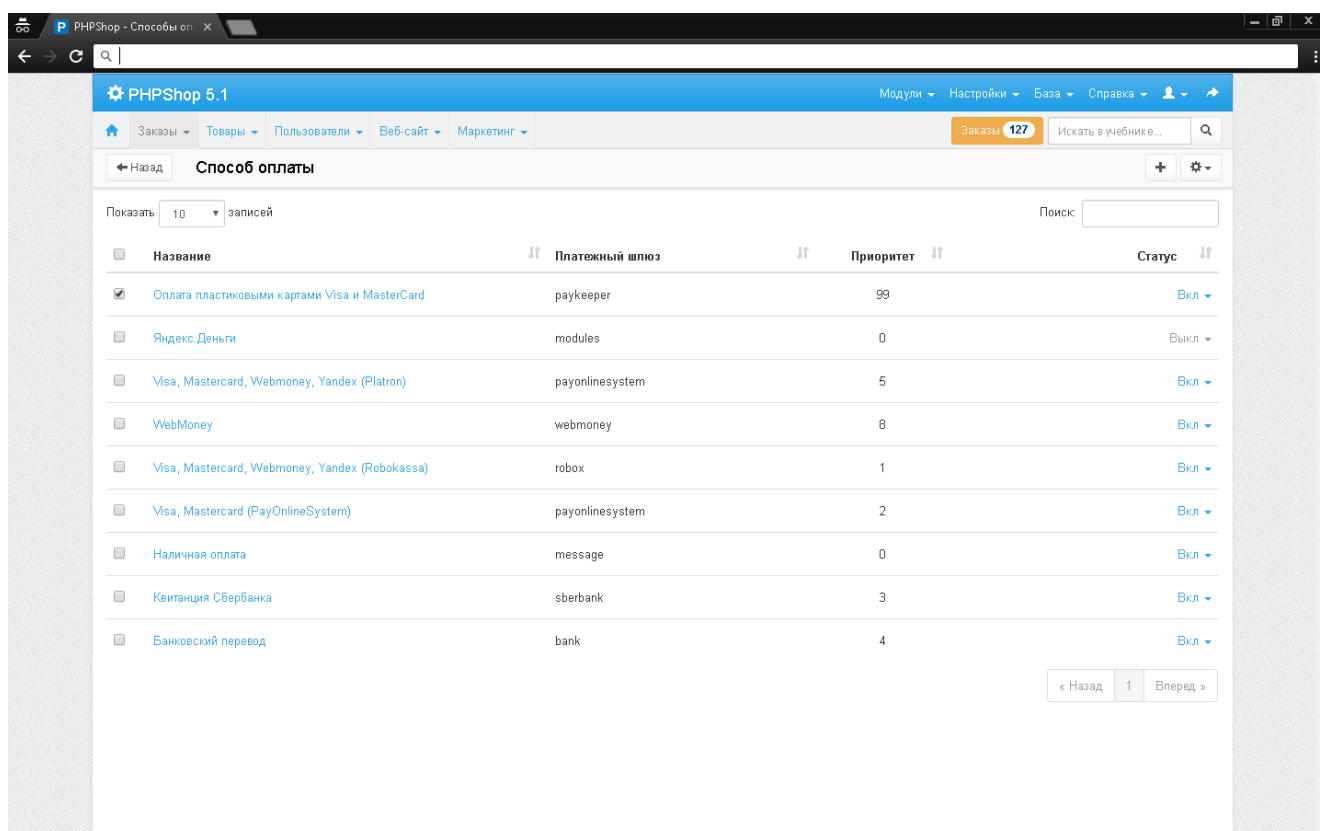 PHPShop - Способы оп
PHPShop 5.1 Модули Настройки База Справка
Заказы Товары Пользователи Веб-сайт Маркетинг Заказы 127 Искать в учебнике...
Назад Способ оплаты
Показать 10 записей Поиск:
Название Платежный шлюз Приоритет Статус
Оплата пластиковыми картами Visa и MasterCard paykeeper 99 Вкл
Яндекс.Деньги modules 0 Выкл
Visa, Mastercard, Webmoney, Yandex (Platron) payonlinesystem 5 Вкл
WebMoney webmoney 8 Вкл
Visa, Mastercard, Webmoney, Yandex (Robokassa) robox 1 Вкл
Visa, Mastercard (PayOnlineSystem) payonlinesystem 2 Вкл
Наличная оплата message 0 Вкл
Квитанция Сбербанка sberbank 3 Вкл
Банковский перевод bank 4 Вкл
« Назад 1 Вперед »